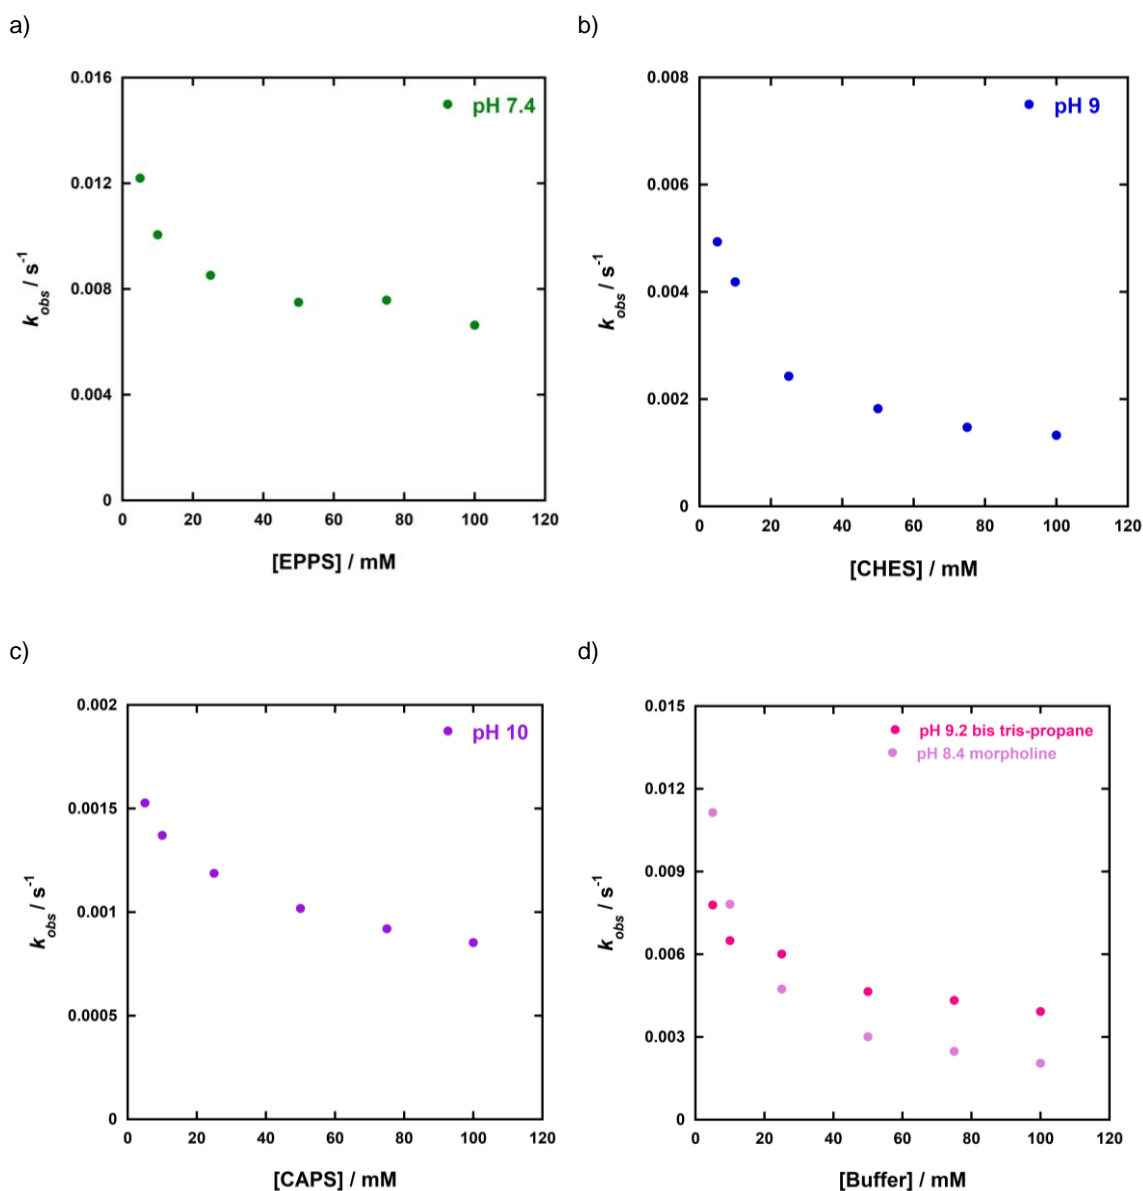 a)
0.016
0.012
0.008
0.004
0
k obs / s-1
pH 7.4
0 20 40 60 80 100 120
[EPPS] / mM
b)
0.008
0.006
0.004
0.002
0
k obs / s-1
pH 9
0 20 40 60 80 100 120
[CHES] / mM
c)
0.002
0.0015
0.001
0.0005
0
k obs / s-1
pH 10
0 20 40 60 80 100 120
[CAPS] / mM
d)
0.015
0.012
0.009
0.006
0.003
0
k obs / s-1
pH 9.2 bis tris-propane
pH 8.4 morpholine
0 20 40 60 80 100 120
[Buffer] / mM